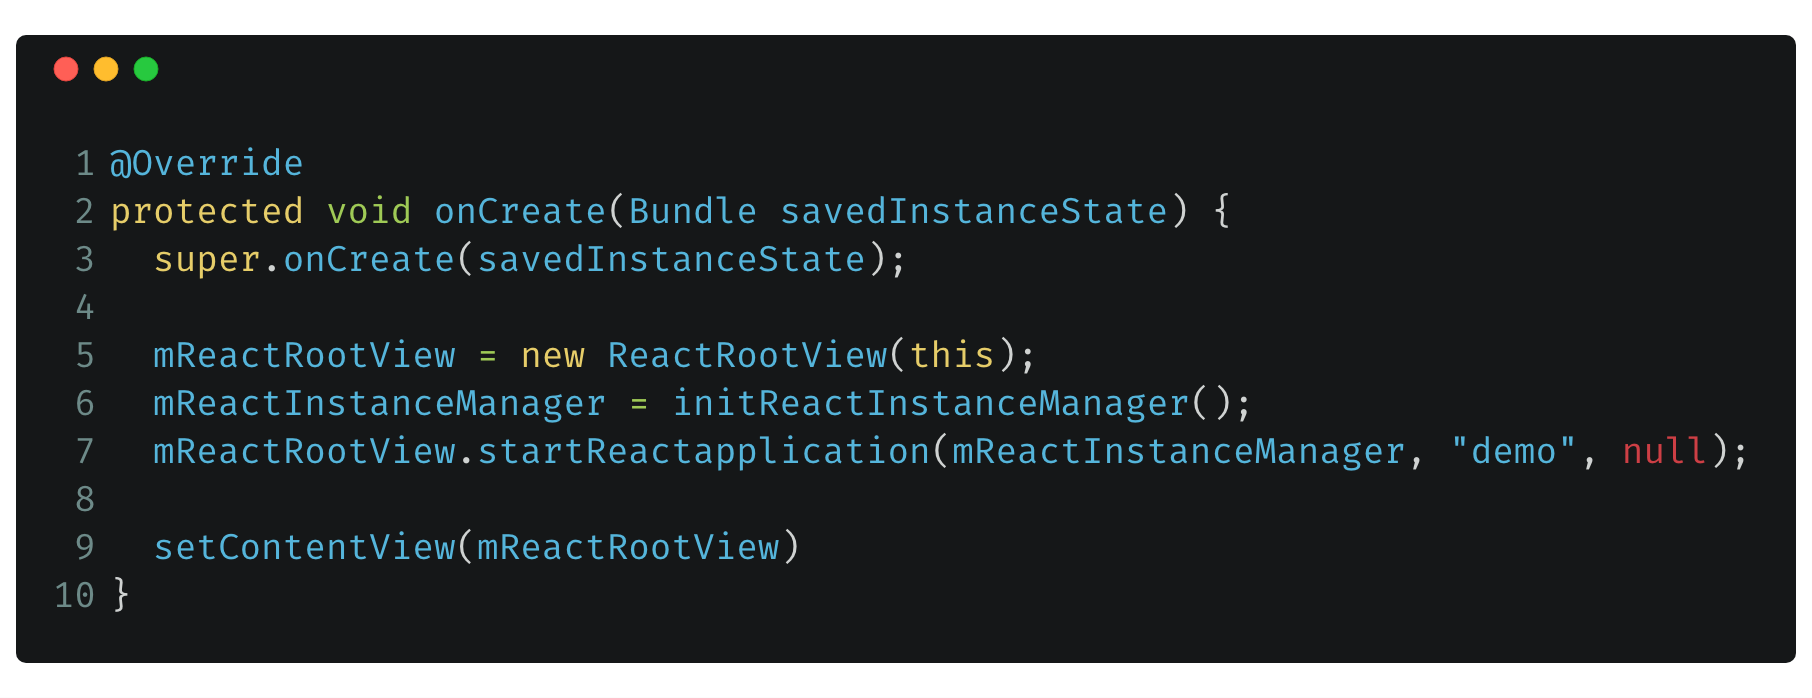 1 @Override
2 protected void onCreate(Bundle savedInstanceState) {
3   super.onCreate(savedInstanceState);
4
5   mReactRootView = new ReactRootView(this);
6   mReactInstanceManager = initReactInstanceManager();
7   mReactRootView.startReactapplication(mReactInstanceManager, "demo", null);
8
9   setContentView(mReactRootView)
10 }